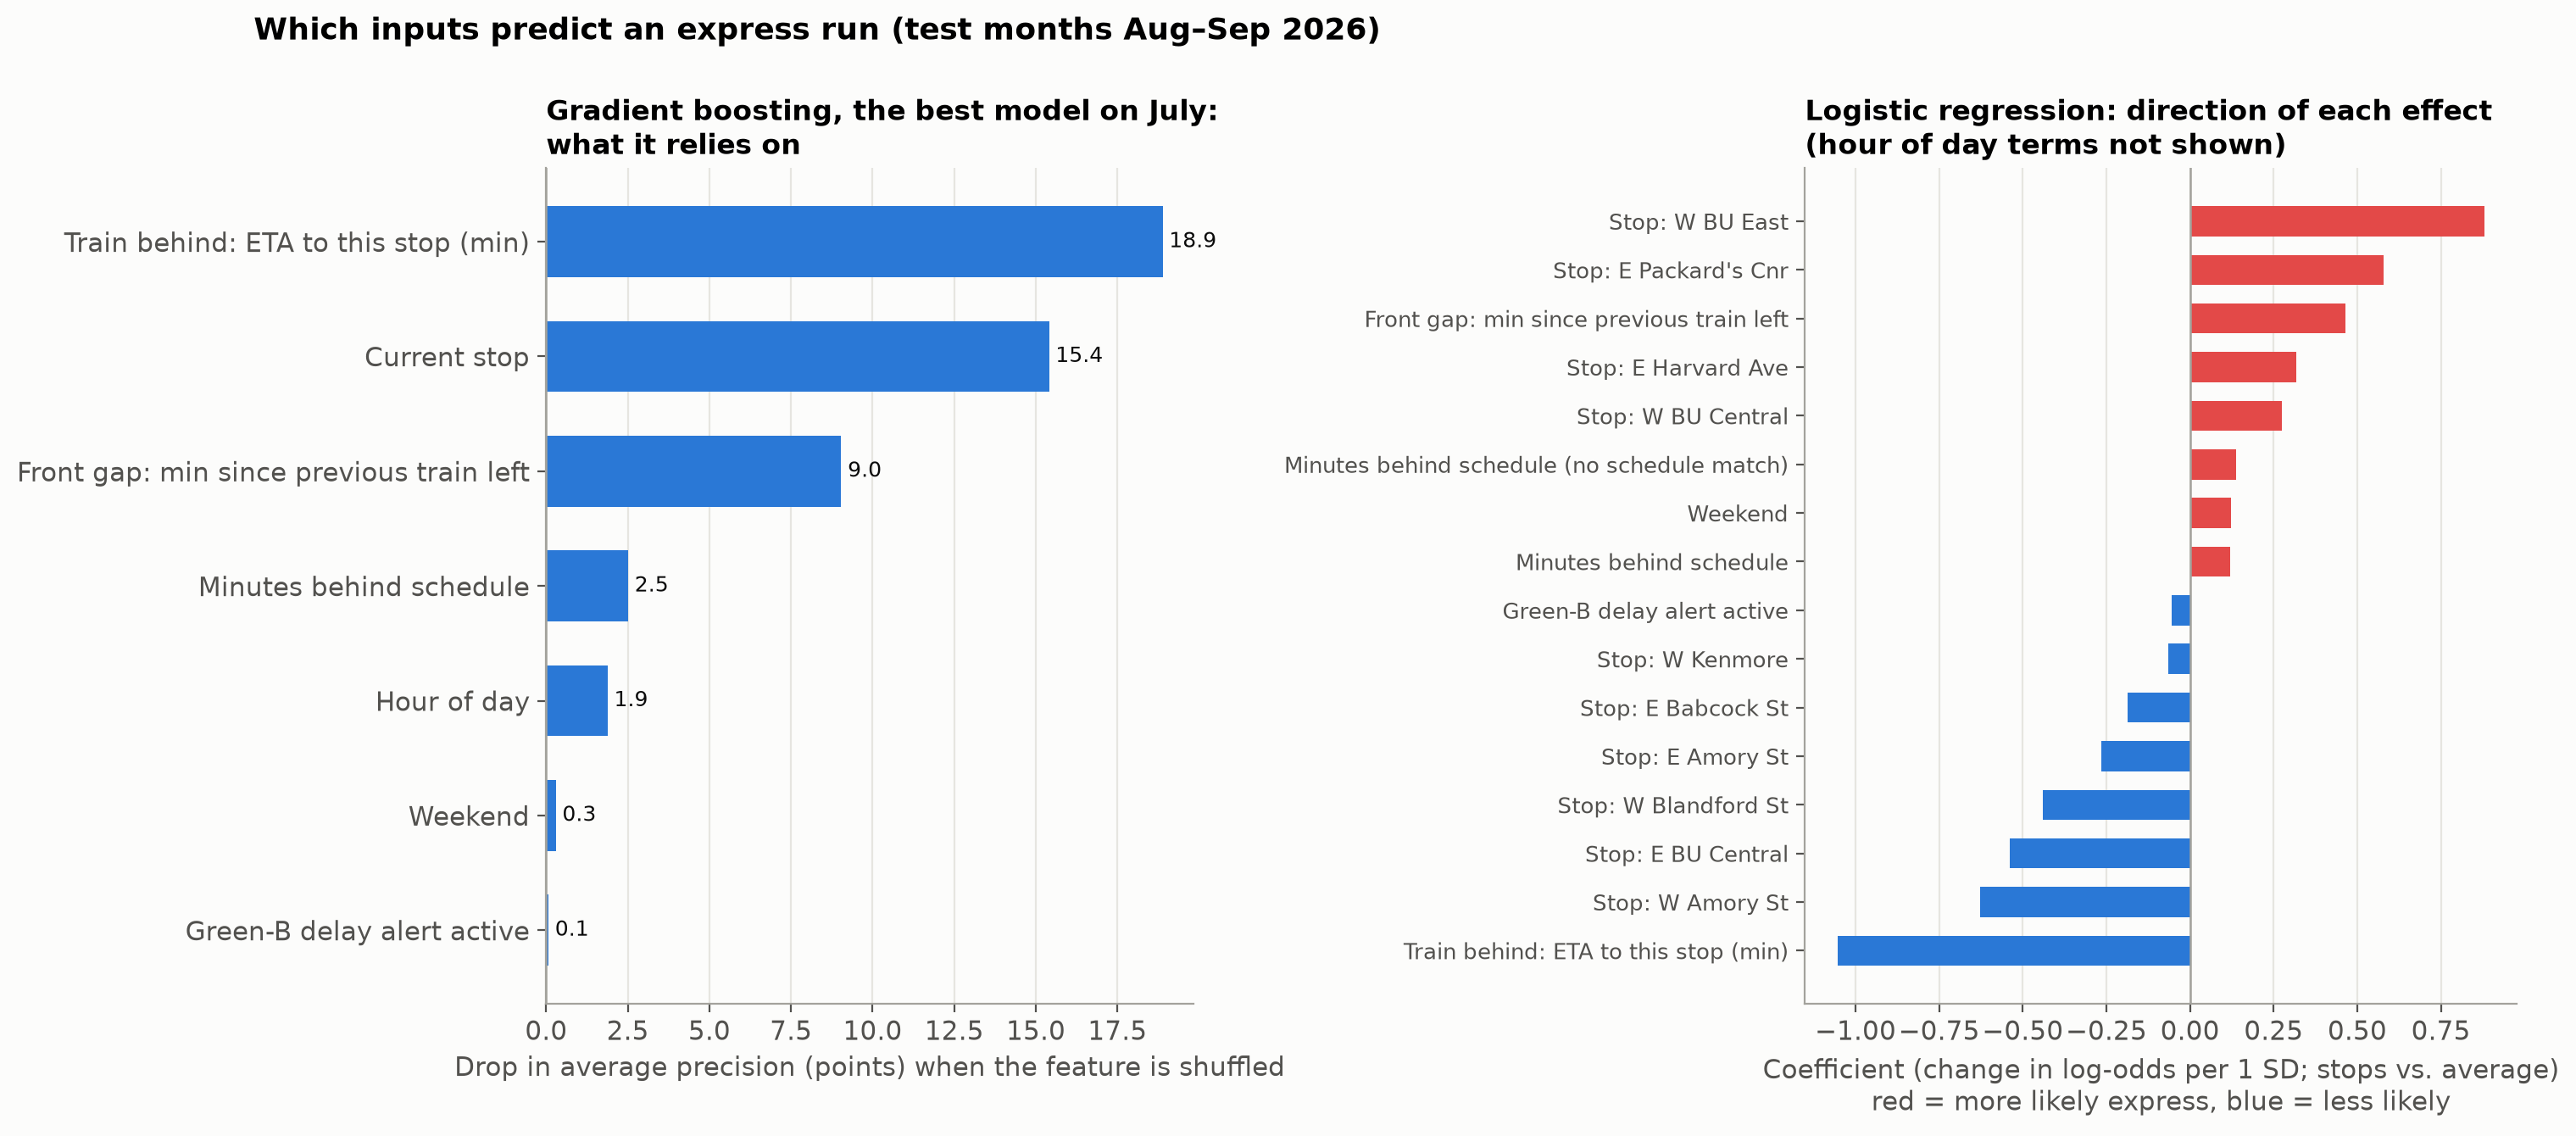 Which inputs predict an express run (test months Aug–Sep 2026)
Gradient boosting, the best model on July:
what it relies on
Train behind: ETA to this stop (min)
18.9
Current stop
15.4
Front gap: min since previous train left
9.0
Minutes behind schedule
2.5
Hour of day
1.9
Weekend
0.3
Green-B delay alert active
0.1
0.0 2.5 5.0 7.5 10.0 12.5 15.0 17.5
Drop in average precision (points) when the feature is shuffled
Logistic regression: direction of each effect
(hour of day terms not shown)
Stop: W BU East
Stop: E Packard's Cnr
Front gap: min since previous train left
Stop: E Harvard Ave
Stop: W BU Central
Minutes behind schedule (no schedule match)
Weekend
Minutes behind schedule
Green-B delay alert active
Stop: W Kenmore
Stop: E Babcock St
Stop: E Amory St
Stop: W Blandford St
Stop: E BU Central
Stop: W Amory St
Train behind: ETA to this stop (min)
−1.00 −0.75 −0.50 −0.25 0.00 0.25 0.50 0.75
Coefficient (change in log-odds per 1 SD; stops vs. average)
red = more likely express, blue = less likely